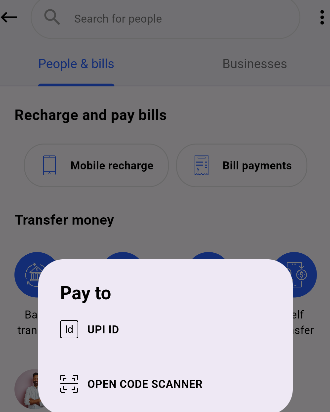 Search for people
People & bills
Businesses
Recharge and pay bills
Mobile recharge
Bill payments
Transfer money
Pay to
Id
UPI ID
OPEN CODE SCANNER